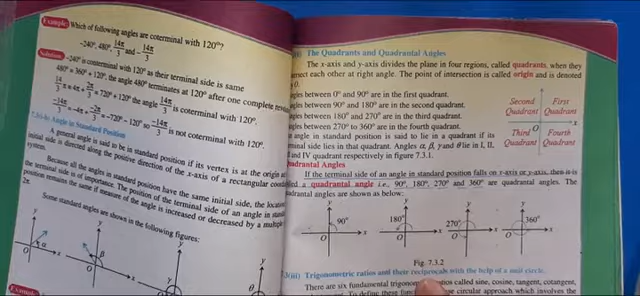 Example: Which of following angles are coterminal with 120°?
-240°, 480°, 14π/3 and -14π/3
Solution: -240° is coterminal with 120° as their terminal side is same
480° = 360° + 120°, the angle 480° terminates at 120° after one complete
14/3 π = 4π + 2π/3 = 720° + 120° the angle 14π/3 is coterminal with 120°.
-14π/3 = -4π + -2π/3 = -720° - 120° so -14π/3 is not coterminal with 120°.
Angle in Standard Position
A general angle is said to be in standard position if its vertex is at the origin
initial side is directed along the positive direction of the x-axis of a rectangular
system.
Because all the angles in standard position have the same initial side, the
the terminal side is of importance. The position of the terminal side of an angle in
position remains the same if measure of the angle is increased or decreased by a
2π.
Some standard angles are shown in the following figures:
y
α
O
x
y
β
O
x
y
y
θ
Example
The Quadrants and Quadrantal Angles
The x-axis and y-axis divides the plane in four regions, called quadrants, when they
each other at right angle. The point of intersection is called origin and is denoted
between 0° and 90° are in the first quadrant.
between 90° and 180° are in the second quadrant.
between 180° and 270° are in the third quadrant.
between 270° to 360° are in the fourth quadrant.
angle in standard position is said to lie in a quadrant if its
side lies in that quadrant. Angles α, β, γ and θ lie in I, II,
and IV quadrant respectively in figure 7.3.1.
Second Quadrant
First Quadrant
O
Third Quadrant
Fourth Quadrant
Quadrantal Angles
If the terminal side of an angle in standard position falls on x-axis or y-axis, then it is
called a quadrantal angle i.e., 90°, 180°, 270° and 360° are quadrantal angles. The
quadrantal angles are shown as below:
y
90°
O
x
y
180°
O
x
y
270°
O
x
y
360°
O
x
Fig. 7.3.2
(iii) Trigonometric ratios and their reciprocals with the help of a unit circle.
There are six fundamental called sine, cosine, tangent, cotangent,
circular approach which involves the